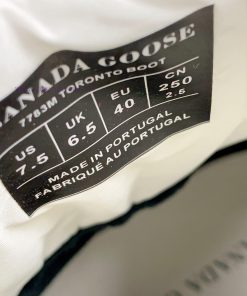 CANADA GOOSE
7783M TORONTO BOOT
US UK EU CN
7-5 6-5 40 250
2.5
MADE IN PORTUGAL
FABRIQUÉ AU PORTUGAL